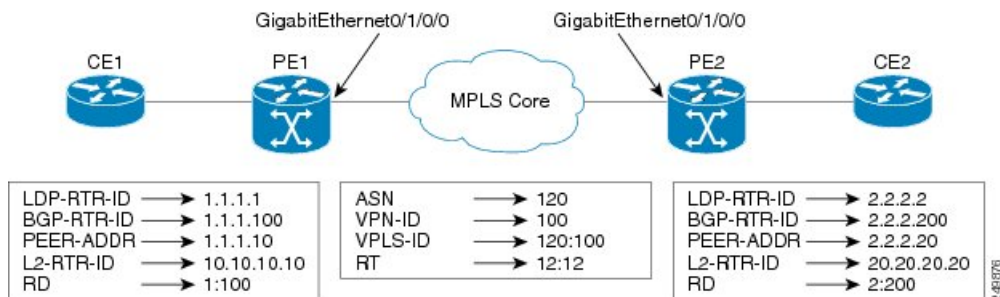 GigabitEthernet0/1/0/0
GigabitEthernet0/1/0/0
CE1
PE1
MPLS Core
PE2
CE2
LDP-RTR-ID 1.1.1.1
BGP-RTR-ID 1.1.1.100
PEER-ADDR 1.1.1.10
L2-RTR-ID 10.10.10.10
RD 1:100
ASN 120
VPN-ID 100
VPLS-ID 120:100
RT 12:12
LDP-RTR-ID 2.2.2.2
BGP-RTR-ID 2.2.2.200
PEER-ADDR 2.2.2.20
L2-RTR-ID 20.20.20.20
RD 2:200